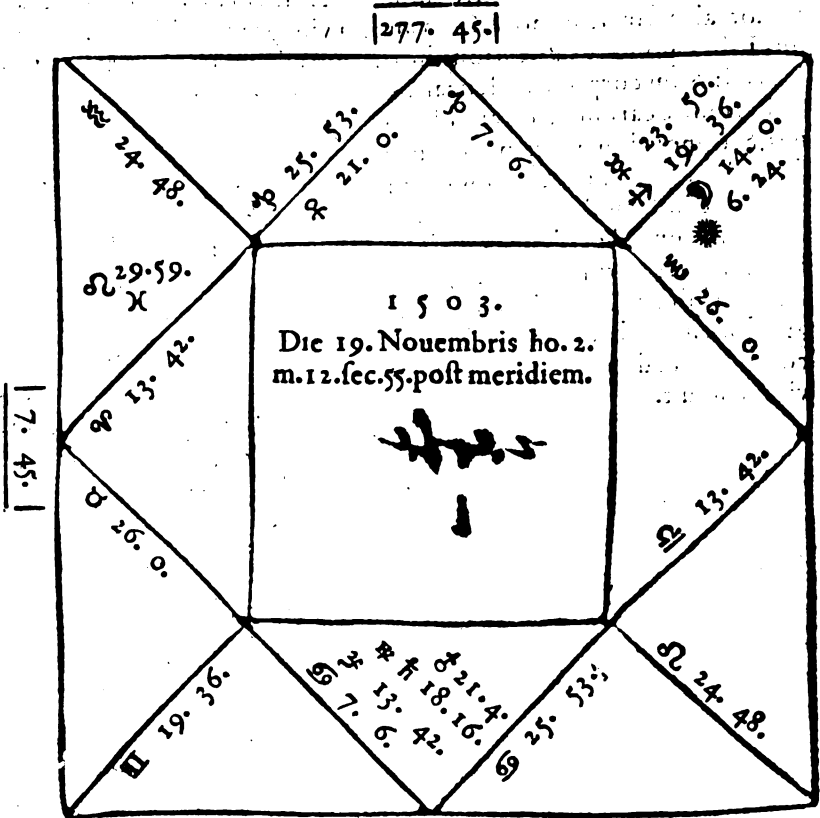 277. 45.
♒ 24. 48.
♑ 25. 53.
♀ 21. 0.
♑ 7. 6.
23. 50.
♐ 19. 36.
☽ 14. 0.
☉ 6. 24.
♌ 29. 59.
♓
♏ 26. 0.
1 5 0 3.
Die 19. Nouembris ho. 2.
m. 12. ſec. 55. poſt meridiem.
♈ 13. 42.
7. 45.
♉ 26. 0.
♎ 13. 42.
♊ 19. 36.
♋ 7. 6.
♃ 13. 42.
♄ 18. 16.
♂ 21. 4.
♋ 25. 53.
♌ 24. 48.